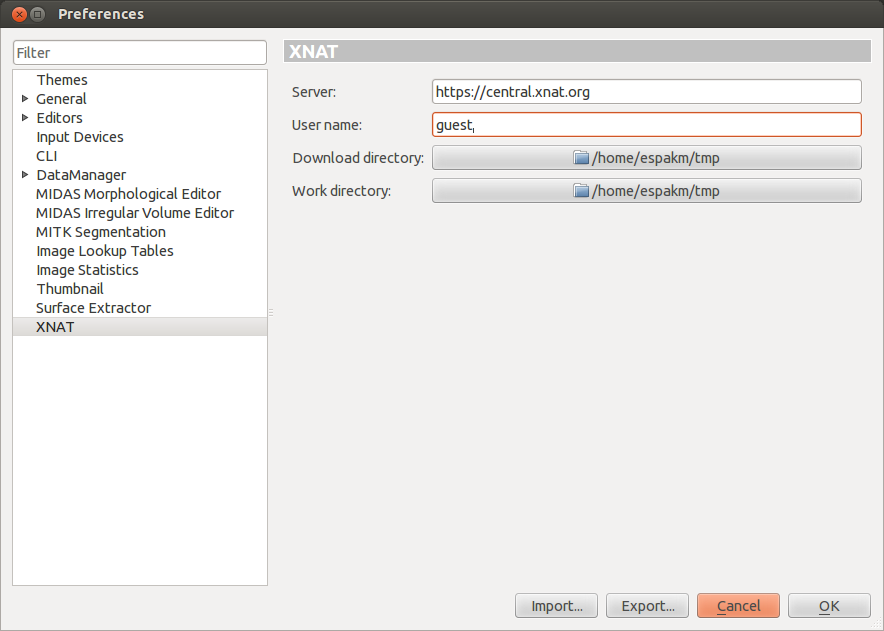 Preferences
Filter
Themes
General
Editors
Input Devices
CLI
DataManager
MIDAS Morphological Editor
MIDAS Irregular Volume Editor
MITK Segmentation
Image Lookup Tables
Image Statistics
Thumbnail
Surface Extractor
XNAT
XNAT
Server: https://central.xnat.org
User name: guest
Download directory: /home/espakm/tmp
Work directory: /home/espakm/tmp
Import... Export... Cancel OK